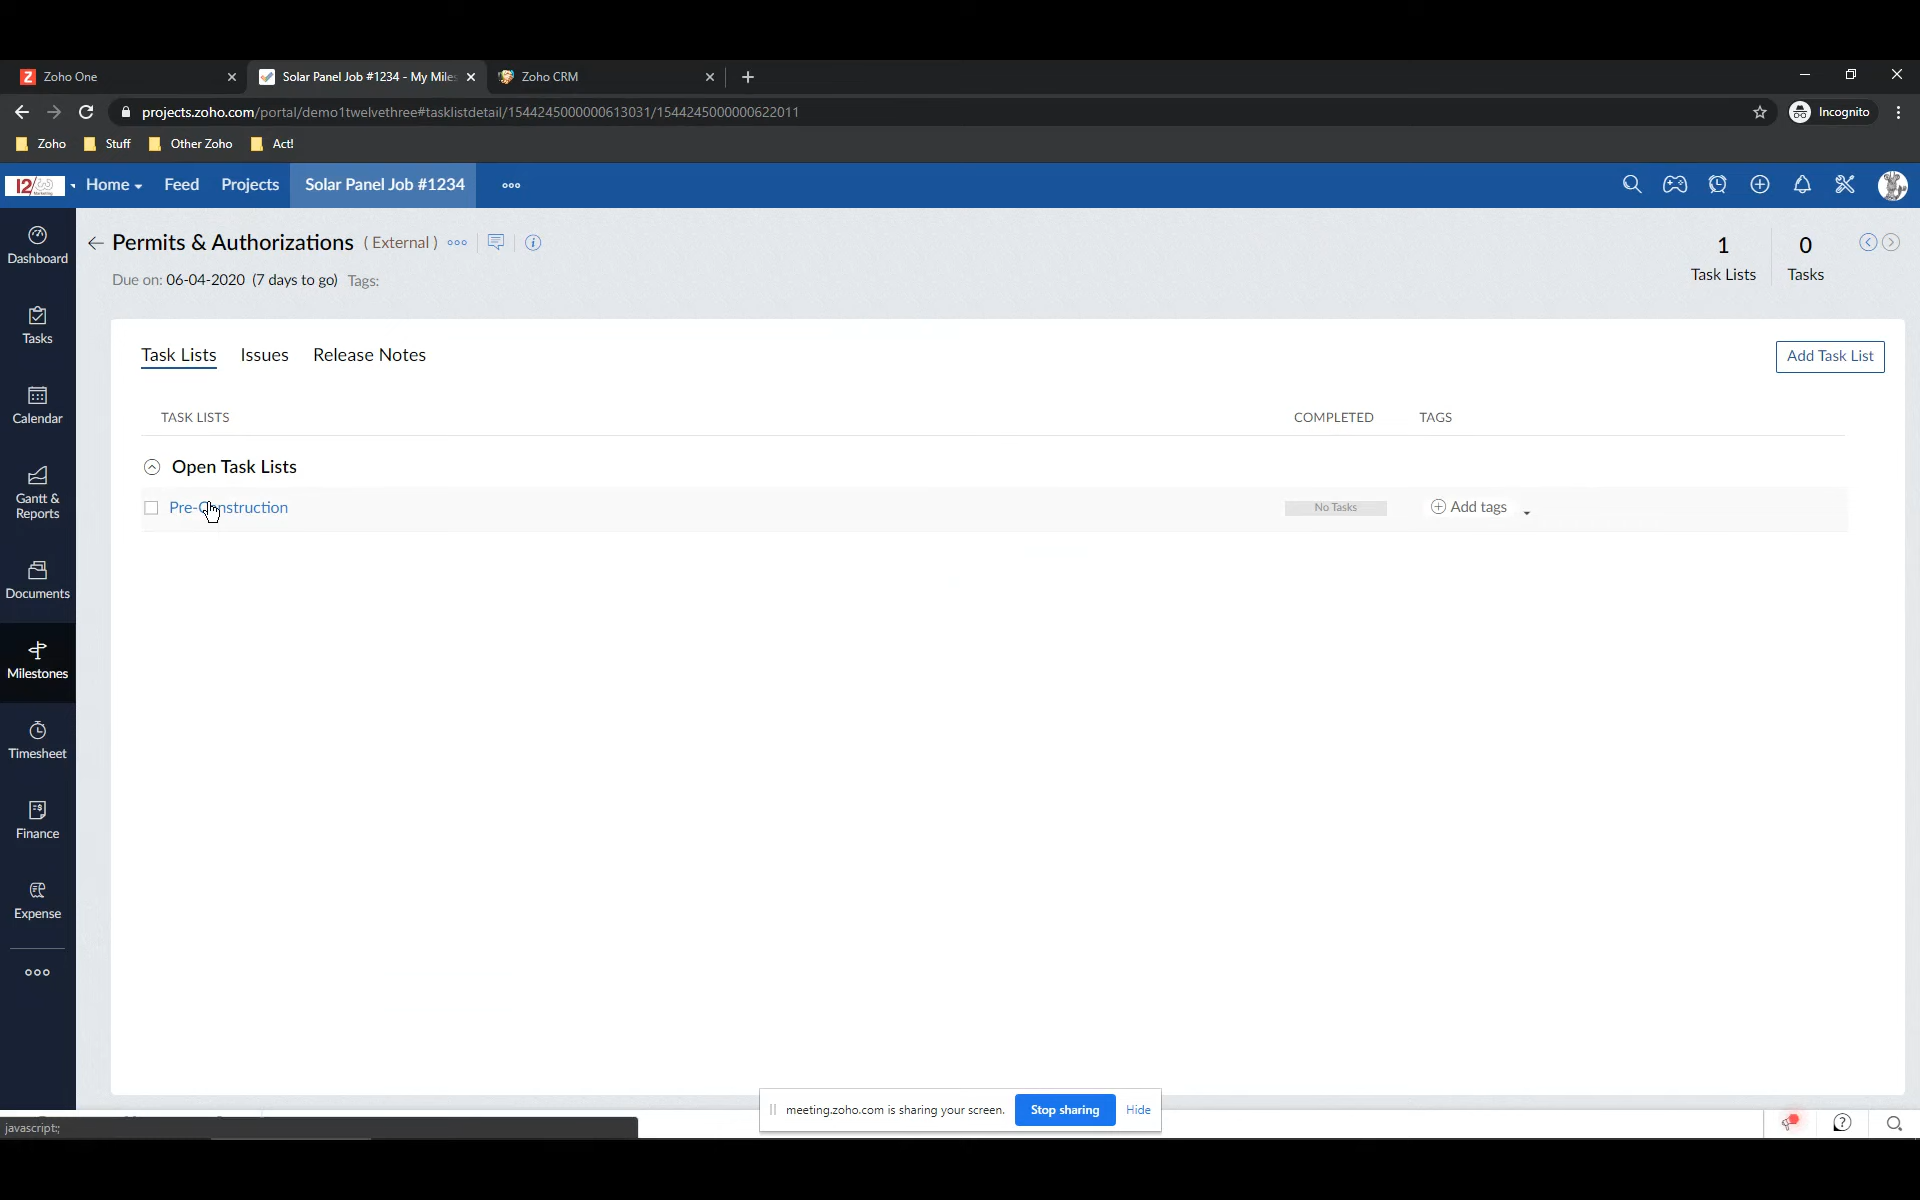 Zoho One
Solar Panel Job #1234 - My Miles
Zoho CRM
projects.zoho.com/portal/demo1twelvethree#tasklistdetail/1544245000000613031/1544245000000622011
Incognito
Zoho
Stuff
Other Zoho
Act!
Home
Feed
Projects
Solar Panel Job #1234
Dashboard
Permits & Authorizations ( External )
1
Task Lists
0
Tasks
Due on: 06-04-2020 (7 days to go) Tags:
Tasks
Task Lists
Issues
Release Notes
Add Task List
Calendar
TASK LISTS
COMPLETED
TAGS
Open Task Lists
Gantt &
Reports
Pre-Construction
No Tasks
Add tags
Documents
Milestones
Timesheet
Finance
Expense
meeting.zoho.com is sharing your screen.
Stop sharing
Hide
javascript:;